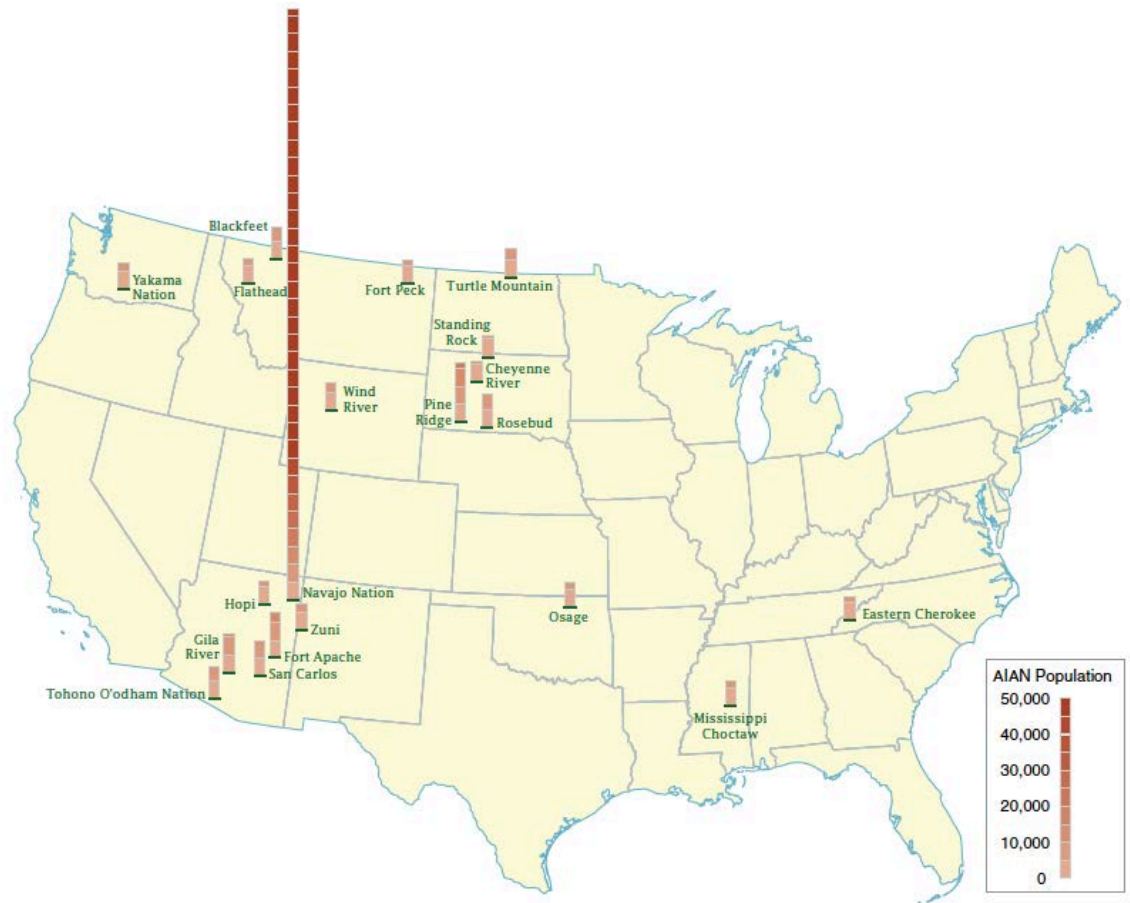 Blackfeet
Yakama
Nation
Flathead
Fort Peck
Turtle Mountain
Standing
Rock
Cheyenne
River
Wind
River
Pine
Ridge
Rosebud
Hopi
Navajo Nation
Zuni
Osage
Eastern Cherokee
Gila
River
Fort Apache
San Carlos
Tohono O'odham Nation
Mississippi
Choctaw
AIAN Population
50,000
40,000
30,000
20,000
10,000
0